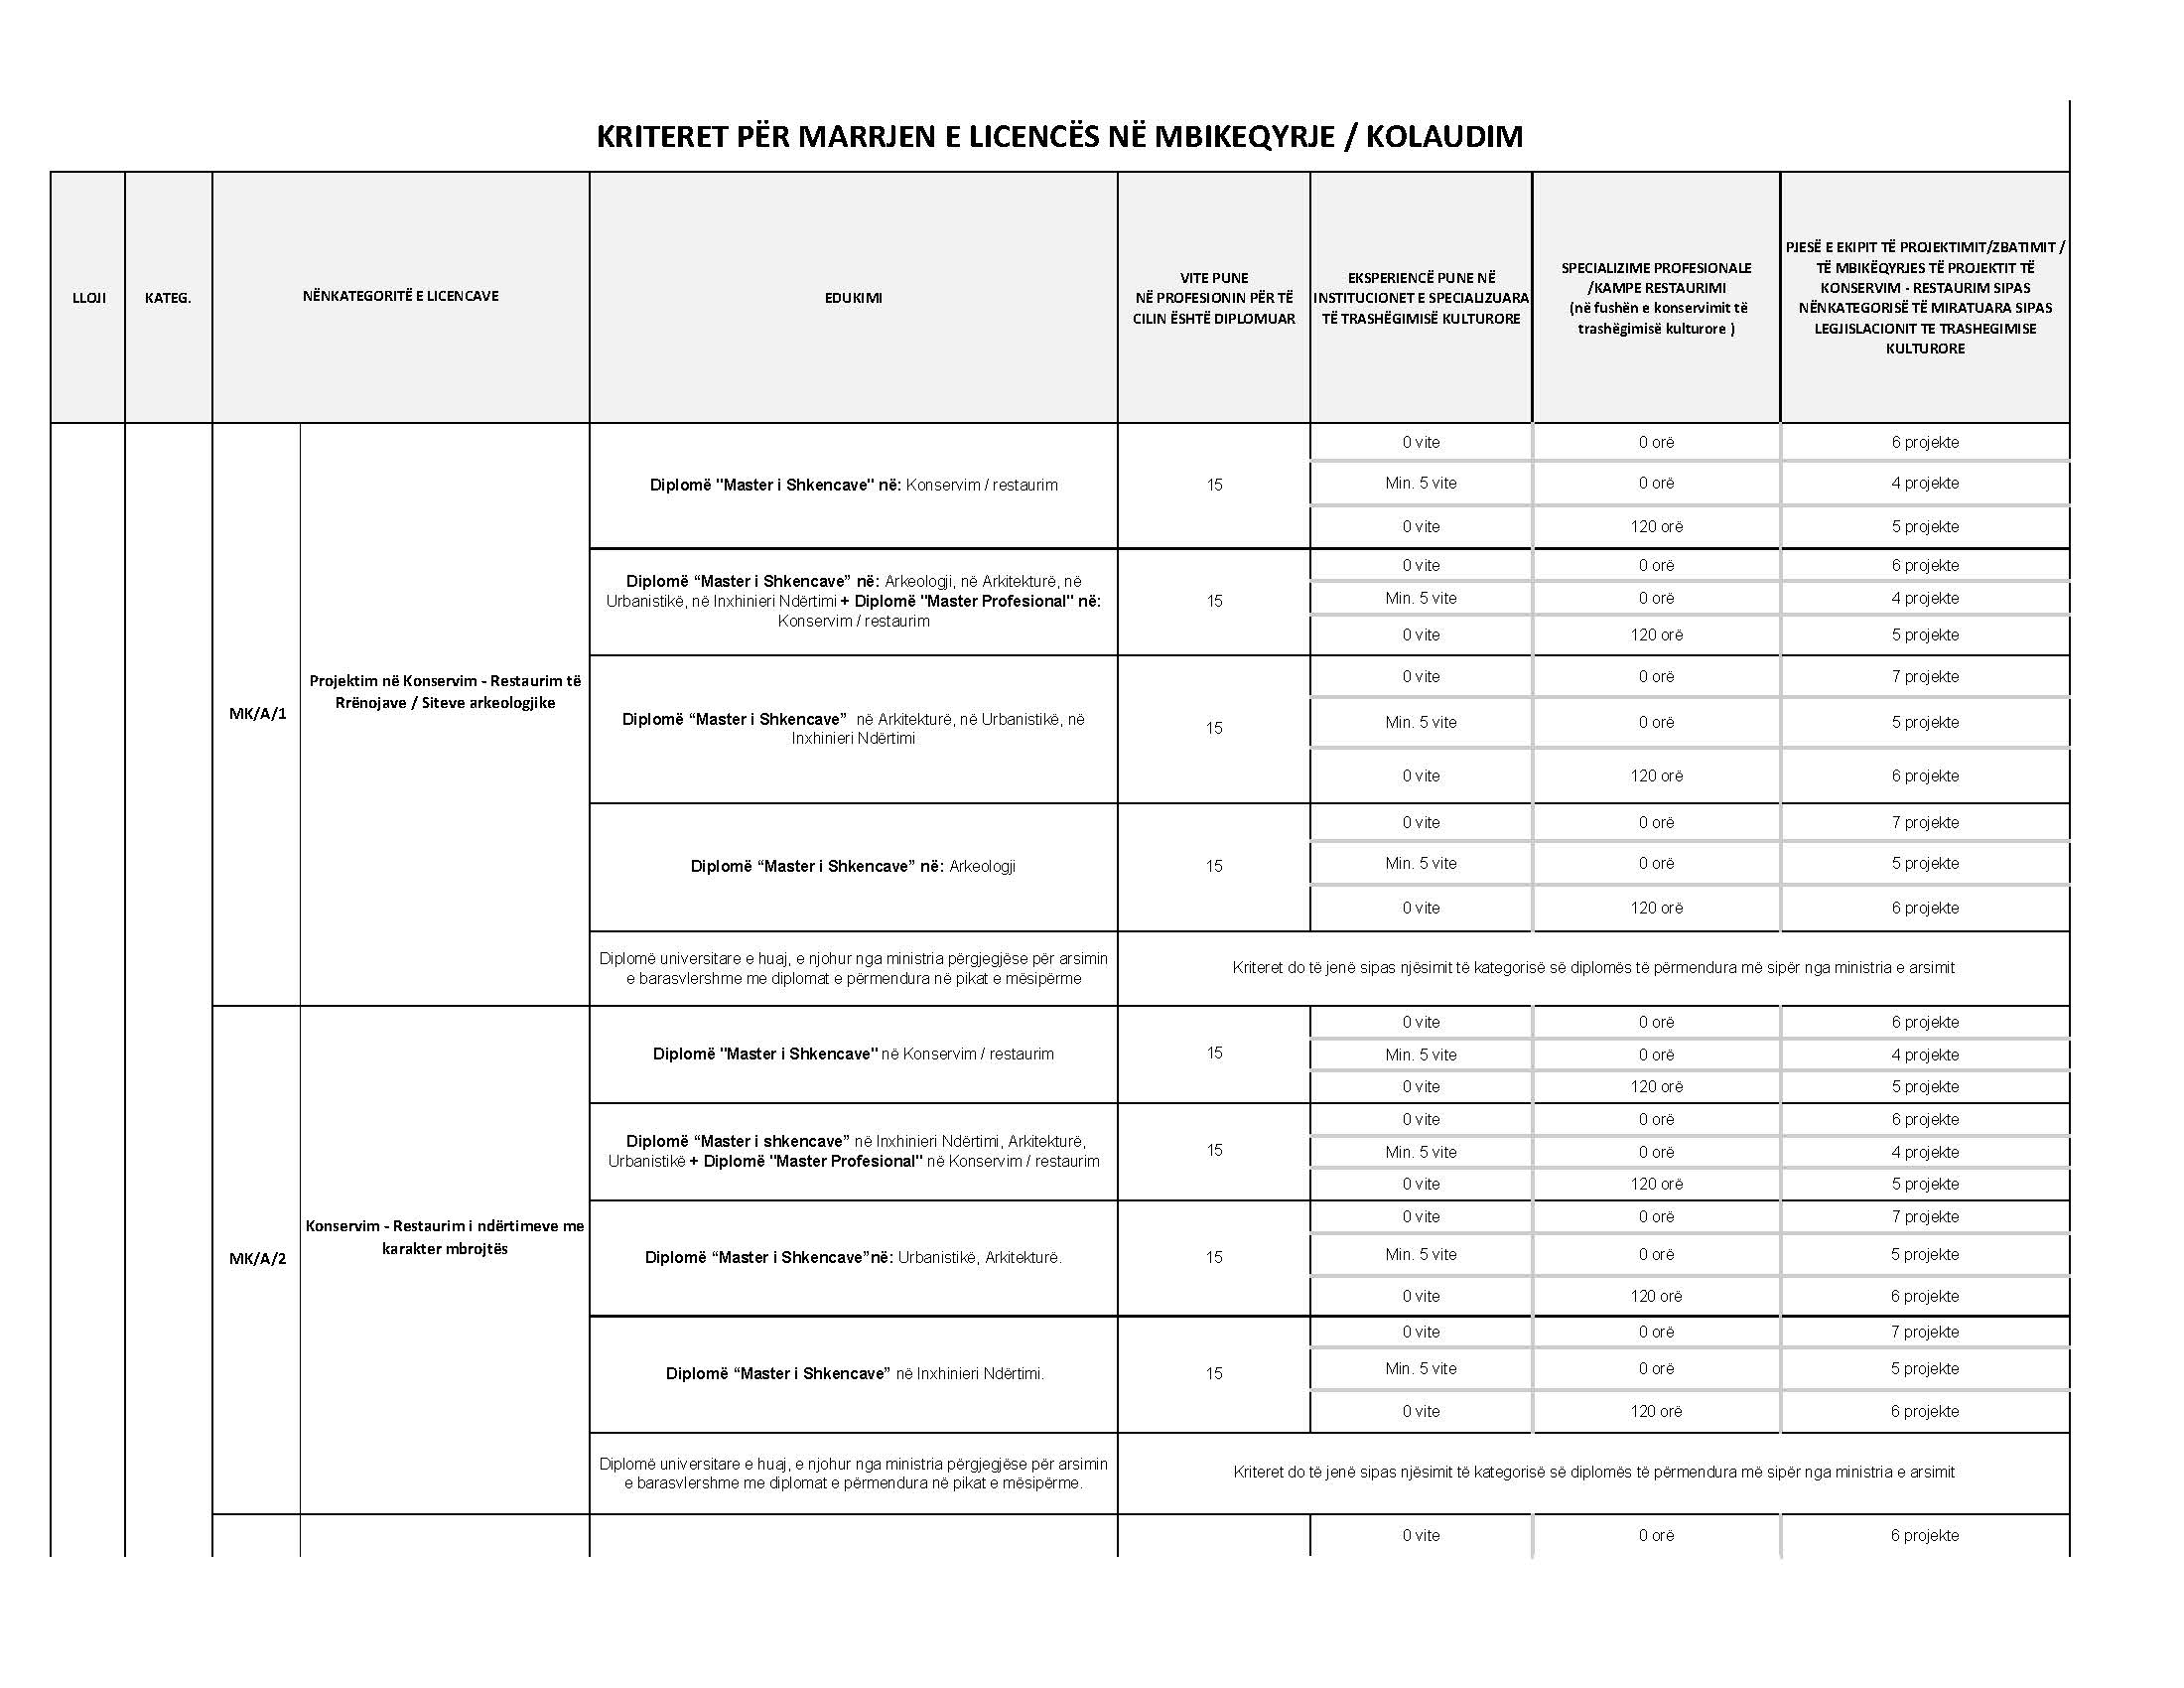 KRITERET PËR MARRJEN E LICENCËS NË MBIKEQYRJE / KOLAUDIM
LLOJI
KATEG.
NËNKATEGORITË E LICENCAVE
EDUKIMI
VITE PUNE
NË PROFESIONIN PËR TË
CILIN ËSHTË DIPLOMUAR
EKSPERIENCË PUNE NË
INSTITUCIONET E SPECIALIZUARA
TË TRASHËGIMISË KULTURORE
SPECIALIZIME PROFESIONALE
/KAMPE RESTAURIMI
(në fushën e konservimit të
trashëgimisë kulturore )
PJESË E EKIPIT TË PROJEKTIMIT/ZBATIMIT /
TË MBIKËQYRJES TË PROJEKTIT TË
KONSERVIM - RESTAURIM SIPAS
NËNKATEGORISË TË MIRATUARA SIPAS
LEGJISLACIONIT TE TRASHEGIMISE
KULTURORE
MK/A/1
Projektim në Konservim - Restaurim të
Rrënojave / Siteve arkeologjike
Diplomë "Master i Shkencave" në: Konservim / restaurim
15
0 vite
0 orë
6 projekte
Min. 5 vite
0 orë
4 projekte
0 vite
120 orë
5 projekte
Diplomë “Master i Shkencave” në: Arkeologji, në Arkitekturë, në
Urbanistikë, në Inxhinieri Ndërtimi + Diplomë "Master Profesional" në:
Konservim / restaurim
15
0 vite
0 orë
6 projekte
Min. 5 vite
0 orë
4 projekte
0 vite
120 orë
5 projekte
Diplomë “Master i Shkencave” në Arkitekturë, në Urbanistikë, në
Inxhinieri Ndërtimi
15
0 vite
0 orë
7 projekte
Min. 5 vite
0 orë
5 projekte
0 vite
120 orë
6 projekte
Diplomë “Master i Shkencave” në: Arkeologji
15
0 vite
0 orë
7 projekte
Min. 5 vite
0 orë
5 projekte
0 vite
120 orë
6 projekte
Diplomë universitare e huaj, e njohur nga ministria përgjegjëse për arsimin
e barasvlershme me diplomat e përmendura në pikat e mësipërme
Kriteret do të jenë sipas njësimit të kategorisë së diplomës të përmendura më sipër nga ministria e arsimit
MK/A/2
Konservim - Restaurim i ndërtimeve me
karakter mbrojtës
Diplomë "Master i Shkencave" në Konservim / restaurim
15
0 vite
0 orë
6 projekte
Min. 5 vite
0 orë
4 projekte
0 vite
120 orë
5 projekte
Diplomë “Master i shkencave” në Inxhinieri Ndërtimi, Arkitekturë,
Urbanistikë + Diplomë "Master Profesional" në Konservim / restaurim
15
0 vite
0 orë
6 projekte
Min. 5 vite
0 orë
4 projekte
0 vite
120 orë
5 projekte
Diplomë “Master i Shkencave”në: Urbanistikë, Arkitekturë.
15
0 vite
0 orë
7 projekte
Min. 5 vite
0 orë
5 projekte
0 vite
120 orë
6 projekte
Diplomë “Master i Shkencave” në Inxhinieri Ndërtimi.
15
0 vite
0 orë
7 projekte
Min. 5 vite
0 orë
5 projekte
0 vite
120 orë
6 projekte
Diplomë universitare e huaj, e njohur nga ministria përgjegjëse për arsimin
e barasvlershme me diplomat e përmendura në pikat e mësipërme.
Kriteret do të jenë sipas njësimit të kategorisë së diplomës të përmendura më sipër nga ministria e arsimit
0 vite
0 orë
6 projekte